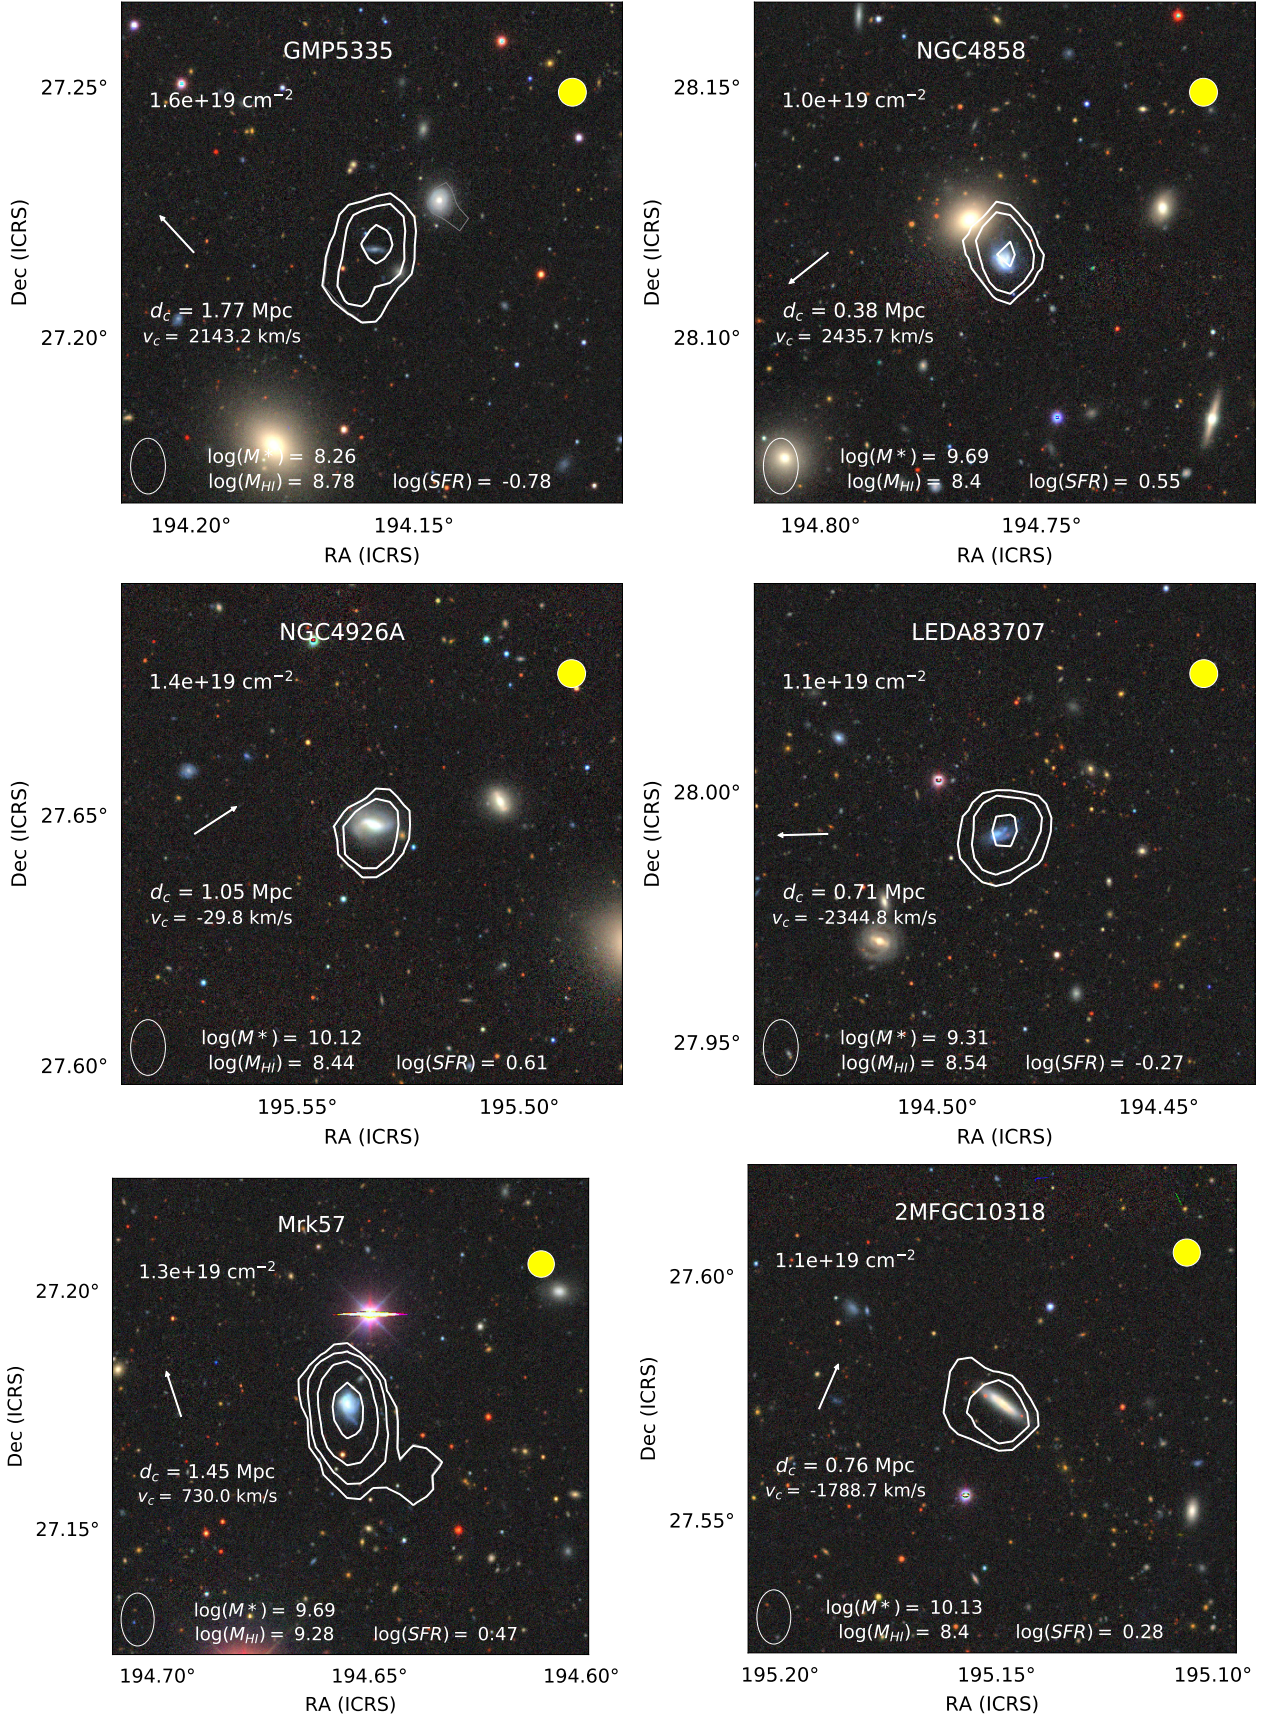 GMP5335
1.6e+19 cm⁻²
27.25°
27.20°
Dec (ICRS)
d_c = 1.77 Mpc
v_c = 2143.2 km/s
log(M*) = 8.26
log(M_HI) = 8.78 log(SFR) = -0.78
194.20° 194.15°
RA (ICRS)
NGC4858
1.0e+19 cm⁻²
28.15°
28.10°
Dec (ICRS)
d_c = 0.38 Mpc
v_c = 2435.7 km/s
log(M*) = 9.69
log(M_HI) = 8.4 log(SFR) = 0.55
194.80° 194.75°
RA (ICRS)
NGC4926A
1.4e+19 cm⁻²
27.65°
27.60°
Dec (ICRS)
d_c = 1.05 Mpc
v_c = -29.8 km/s
log(M*) = 10.12
log(M_HI) = 8.44 log(SFR) = 0.61
195.55° 195.50°
RA (ICRS)
LEDA83707
1.1e+19 cm⁻²
28.00°
27.95°
Dec (ICRS)
d_c = 0.71 Mpc
v_c = -2344.8 km/s
log(M*) = 9.31
log(M_HI) = 8.54 log(SFR) = -0.27
194.50° 194.45°
RA (ICRS)
Mrk57
1.3e+19 cm⁻²
27.20°
27.15°
Dec (ICRS)
d_c = 1.45 Mpc
v_c = 730.0 km/s
log(M*) = 9.69
log(M_HI) = 9.28 log(SFR) = 0.47
194.70° 194.65° 194.60°
RA (ICRS)
2MFGC10318
1.1e+19 cm⁻²
27.60°
27.55°
Dec (ICRS)
d_c = 0.76 Mpc
v_c = -1788.7 km/s
log(M*) = 10.13
log(M_HI) = 8.4 log(SFR) = 0.28
195.20° 195.15° 195.10°
RA (ICRS)